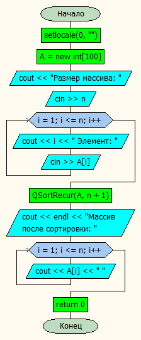 Начало
setlocale(0, "")
A = new int[100]
cout << "Размер массива: "
cin >> n
i = 1; i <= n; i++
cout << i << " Элемент: "
cin >> A[i]
QSortRecur(A, n + 1)
cout << endl << "Массив
после сортировки: "
i = 1; i <= n; i++
cout << A[i] << " "
return 0
Конец